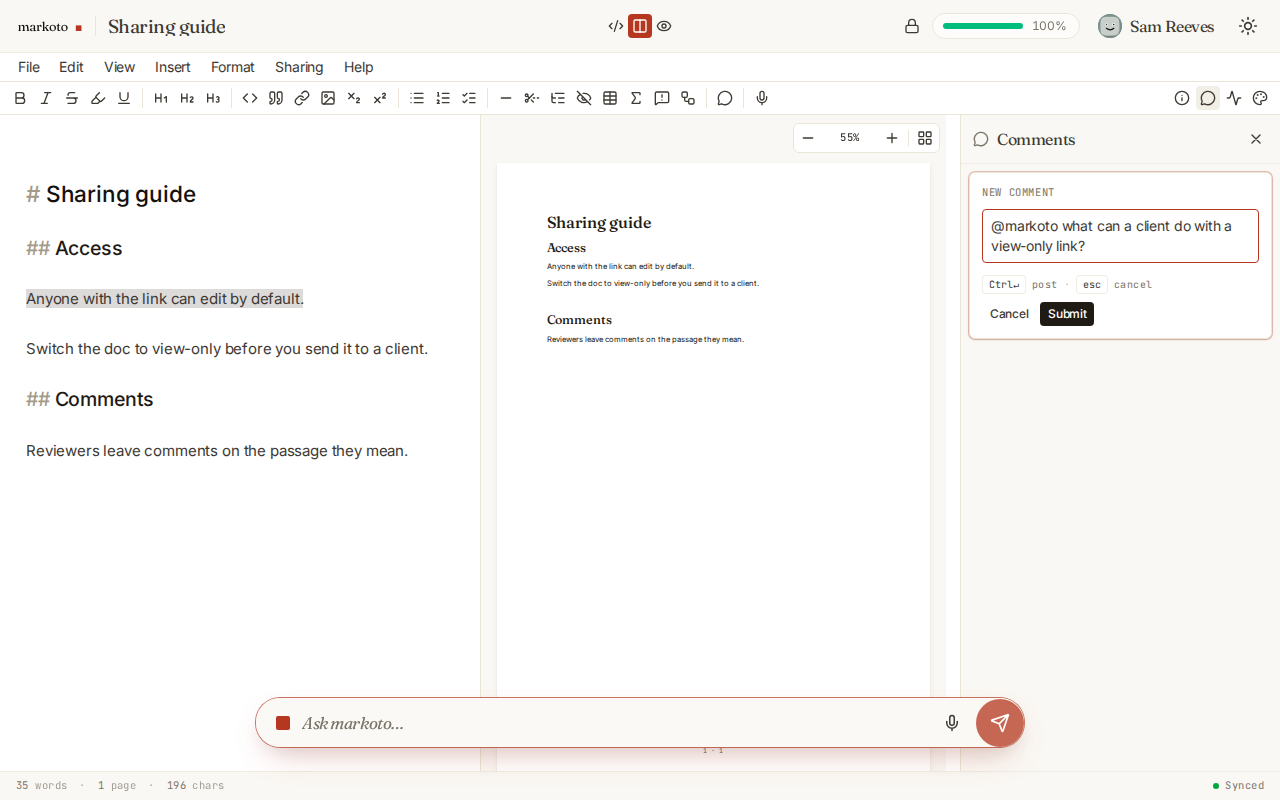 markoto
Sharing guide
100%
Sam Reeves
File Edit View Insert Format Sharing Help
H1 H2 H3
55%
# Sharing guide
## Access
Anyone with the link can edit by default.
Switch the doc to view-only before you send it to a client.
## Comments
Reviewers leave comments on the passage they mean.
Sharing guide
Access
Anyone with the link can edit by default.
Switch the doc to view-only before you send it to a client.
Comments
Reviewers leave comments on the passage they mean.
1 · 1
Comments
NEW COMMENT
@markoto what can a client do with a
view-only link?
Ctrl↵ post · esc cancel
Cancel Submit
Ask markoto...
35 words · 1 page · 196 chars
Synced